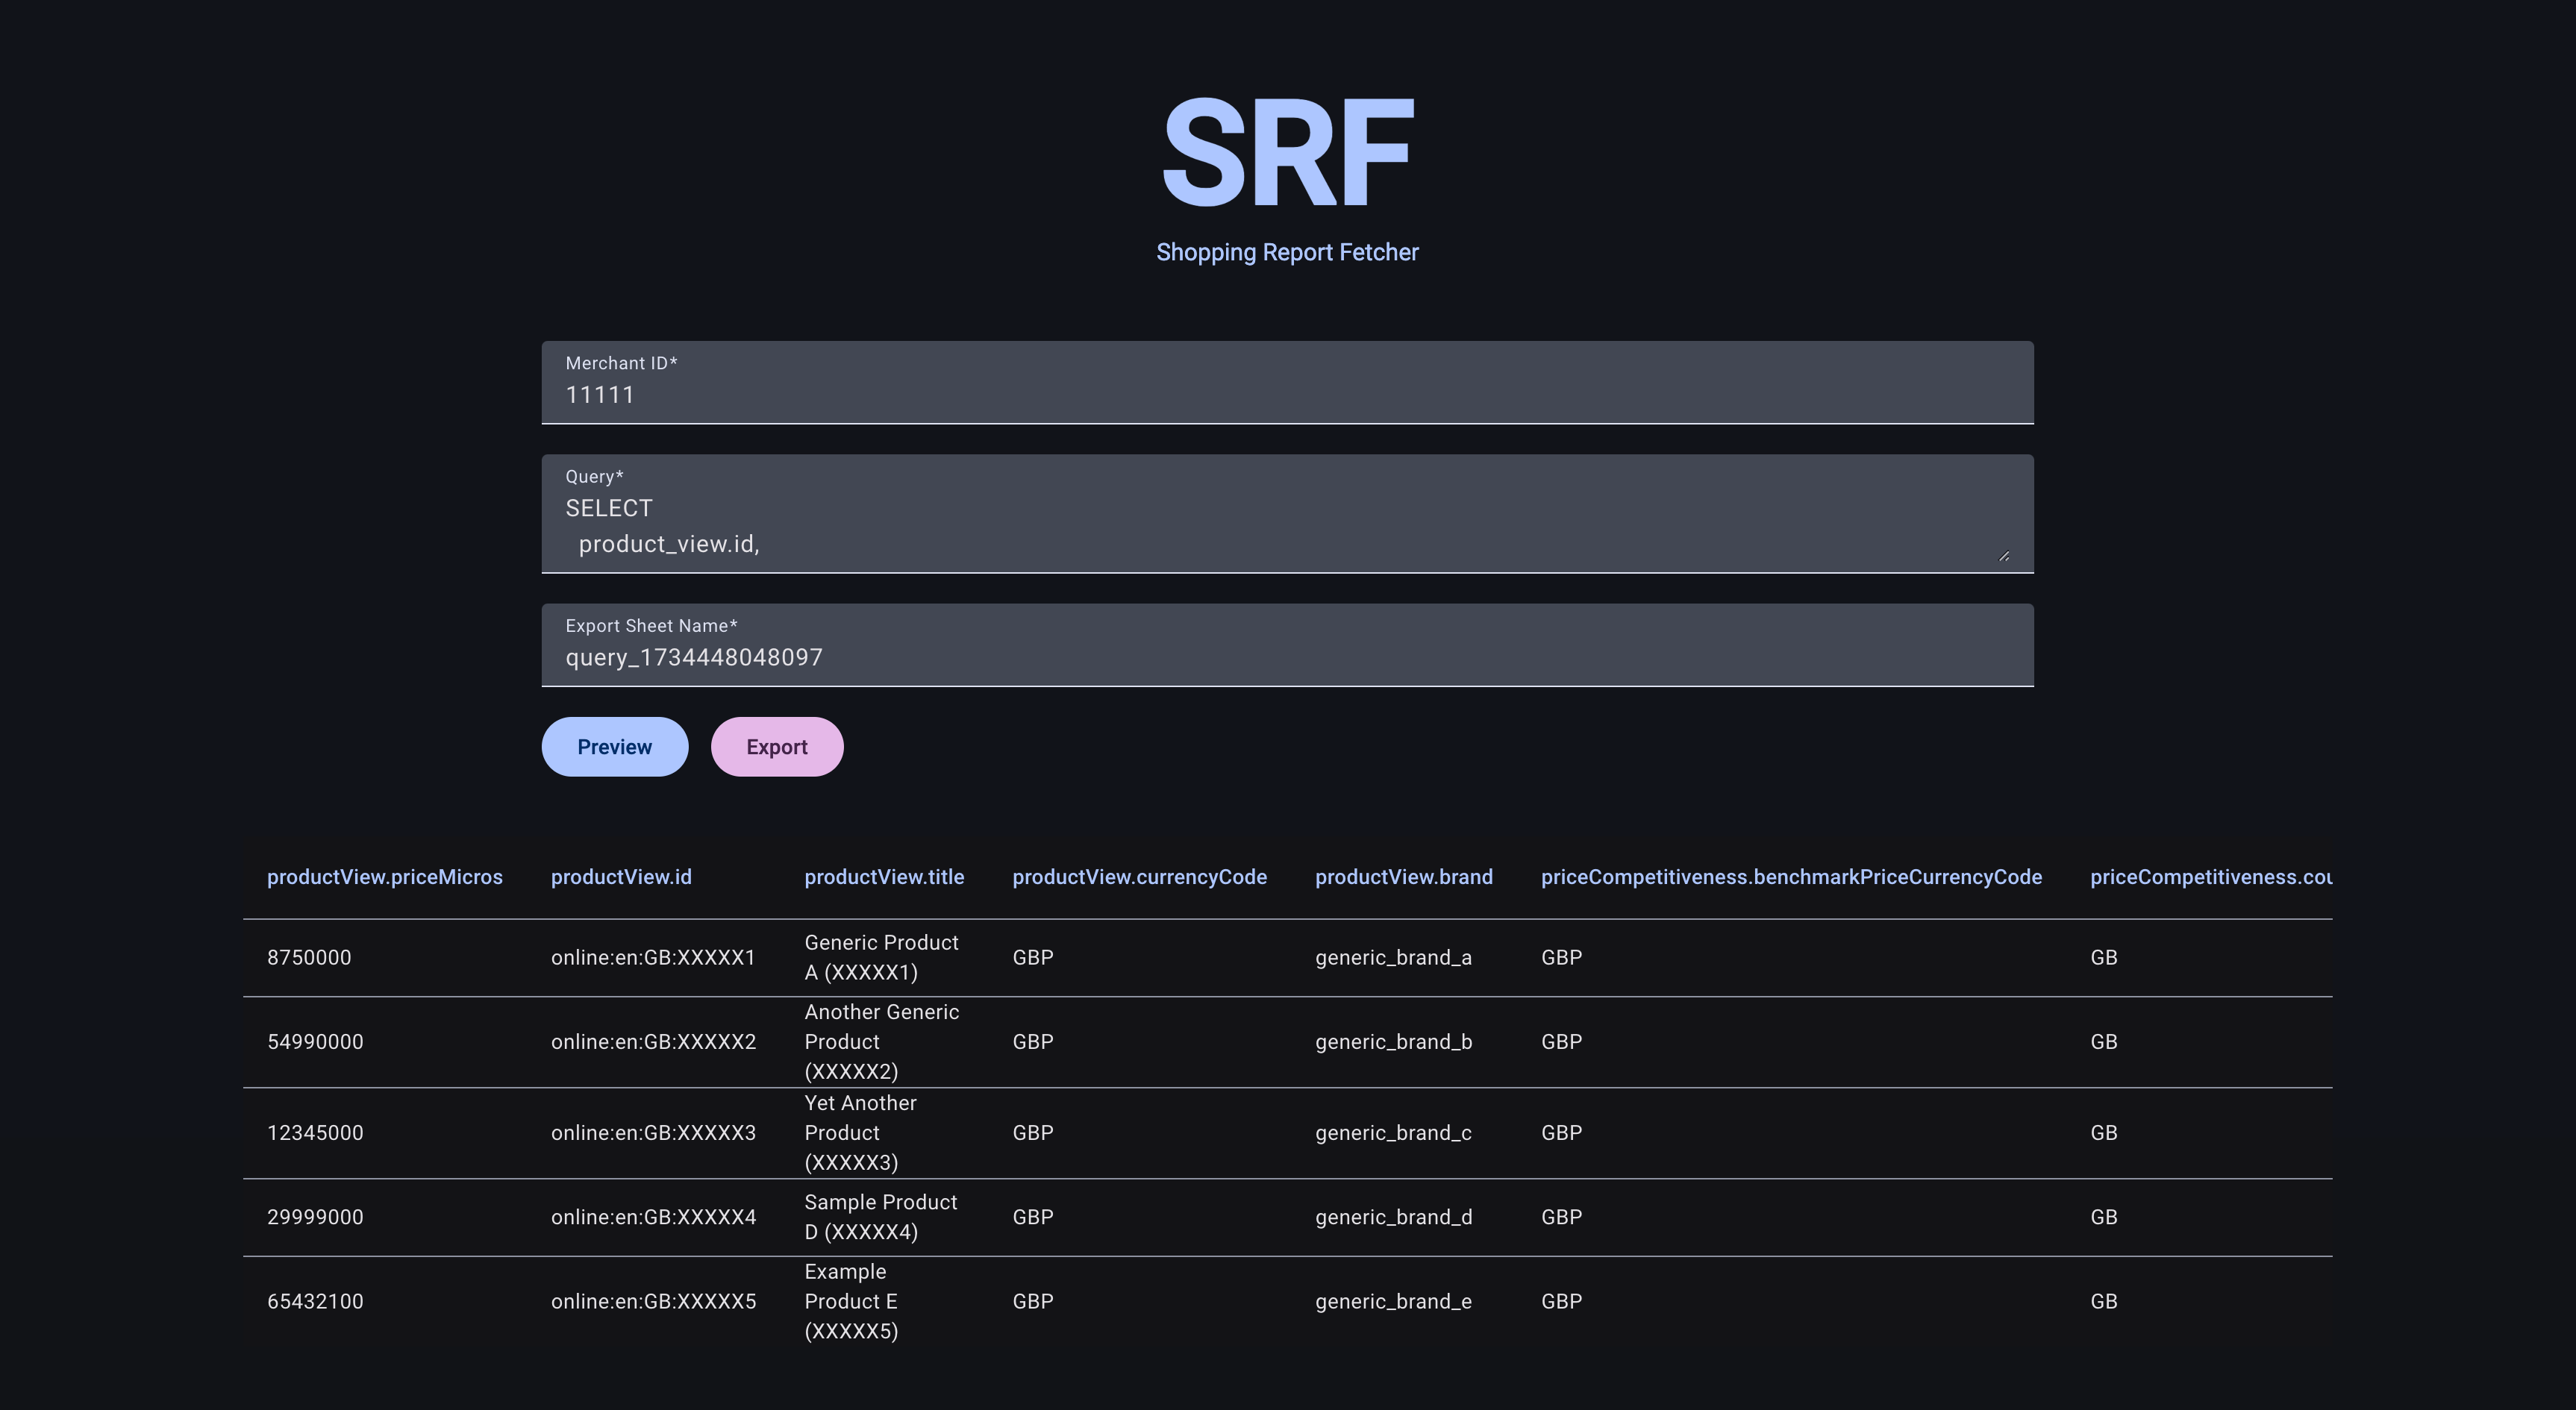 SRF
Shopping Report Fetcher
Merchant ID*
11111
Query*
SELECT
product_view.id,
Export Sheet Name*
query_1734448048097
Preview Export
productView.priceMicros productView.id productView.title productView.currencyCode productView.brand priceCompetitiveness.benchmarkPriceCurrencyCode priceCompetitiveness.cou
8750000 online:en:GB:XXXXX1 Generic Product GBP generic_brand_a GBP GB
A (XXXXX1)
Another Generic
54990000 online:en:GB:XXXXX2 Product GBP generic_brand_b GBP GB
(XXXXX2)
Yet Another
12345000 online:en:GB:XXXXX3 Product GBP generic_brand_c GBP GB
(XXXXX3)
29999000 online:en:GB:XXXXX4 Sample Product GBP generic_brand_d GBP GB
D (XXXXX4)
Example
65432100 online:en:GB:XXXXX5 Product E GBP generic_brand_e GBP GB
(XXXXX5)